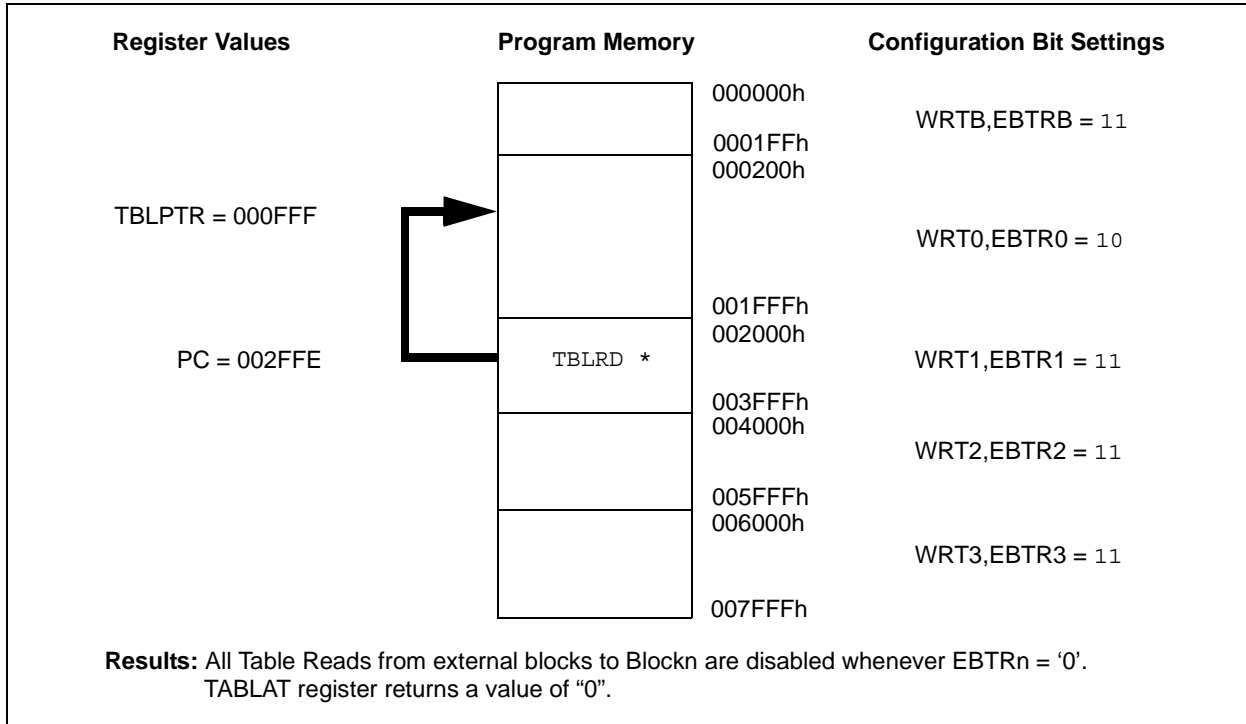 Register Values Program Memory Configuration Bit Settings
000000h
WRTB,EBTRB = 11
0001FFh
000200h
TBLPTR = 000FFF
WRT0,EBTR0 = 10
001FFFh
002000h
PC = 002FFE TBLRD * WRT1,EBTR1 = 11
003FFFh
004000h
WRT2,EBTR2 = 11
005FFFh
006000h
WRT3,EBTR3 = 11
007FFFh
Results: All Table Reads from external blocks to Blockn are disabled whenever EBTRn = ‘0’.
TABLAT register returns a value of “0”.